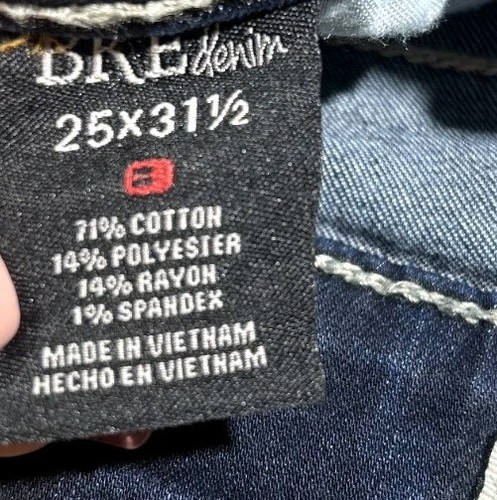 BKE denim
25X31½
B
71% COTTON
14% POLYESTER
14% RAYON
1% SPANDEX
MADE IN VIETNAM
HECHO EN VIETNAM